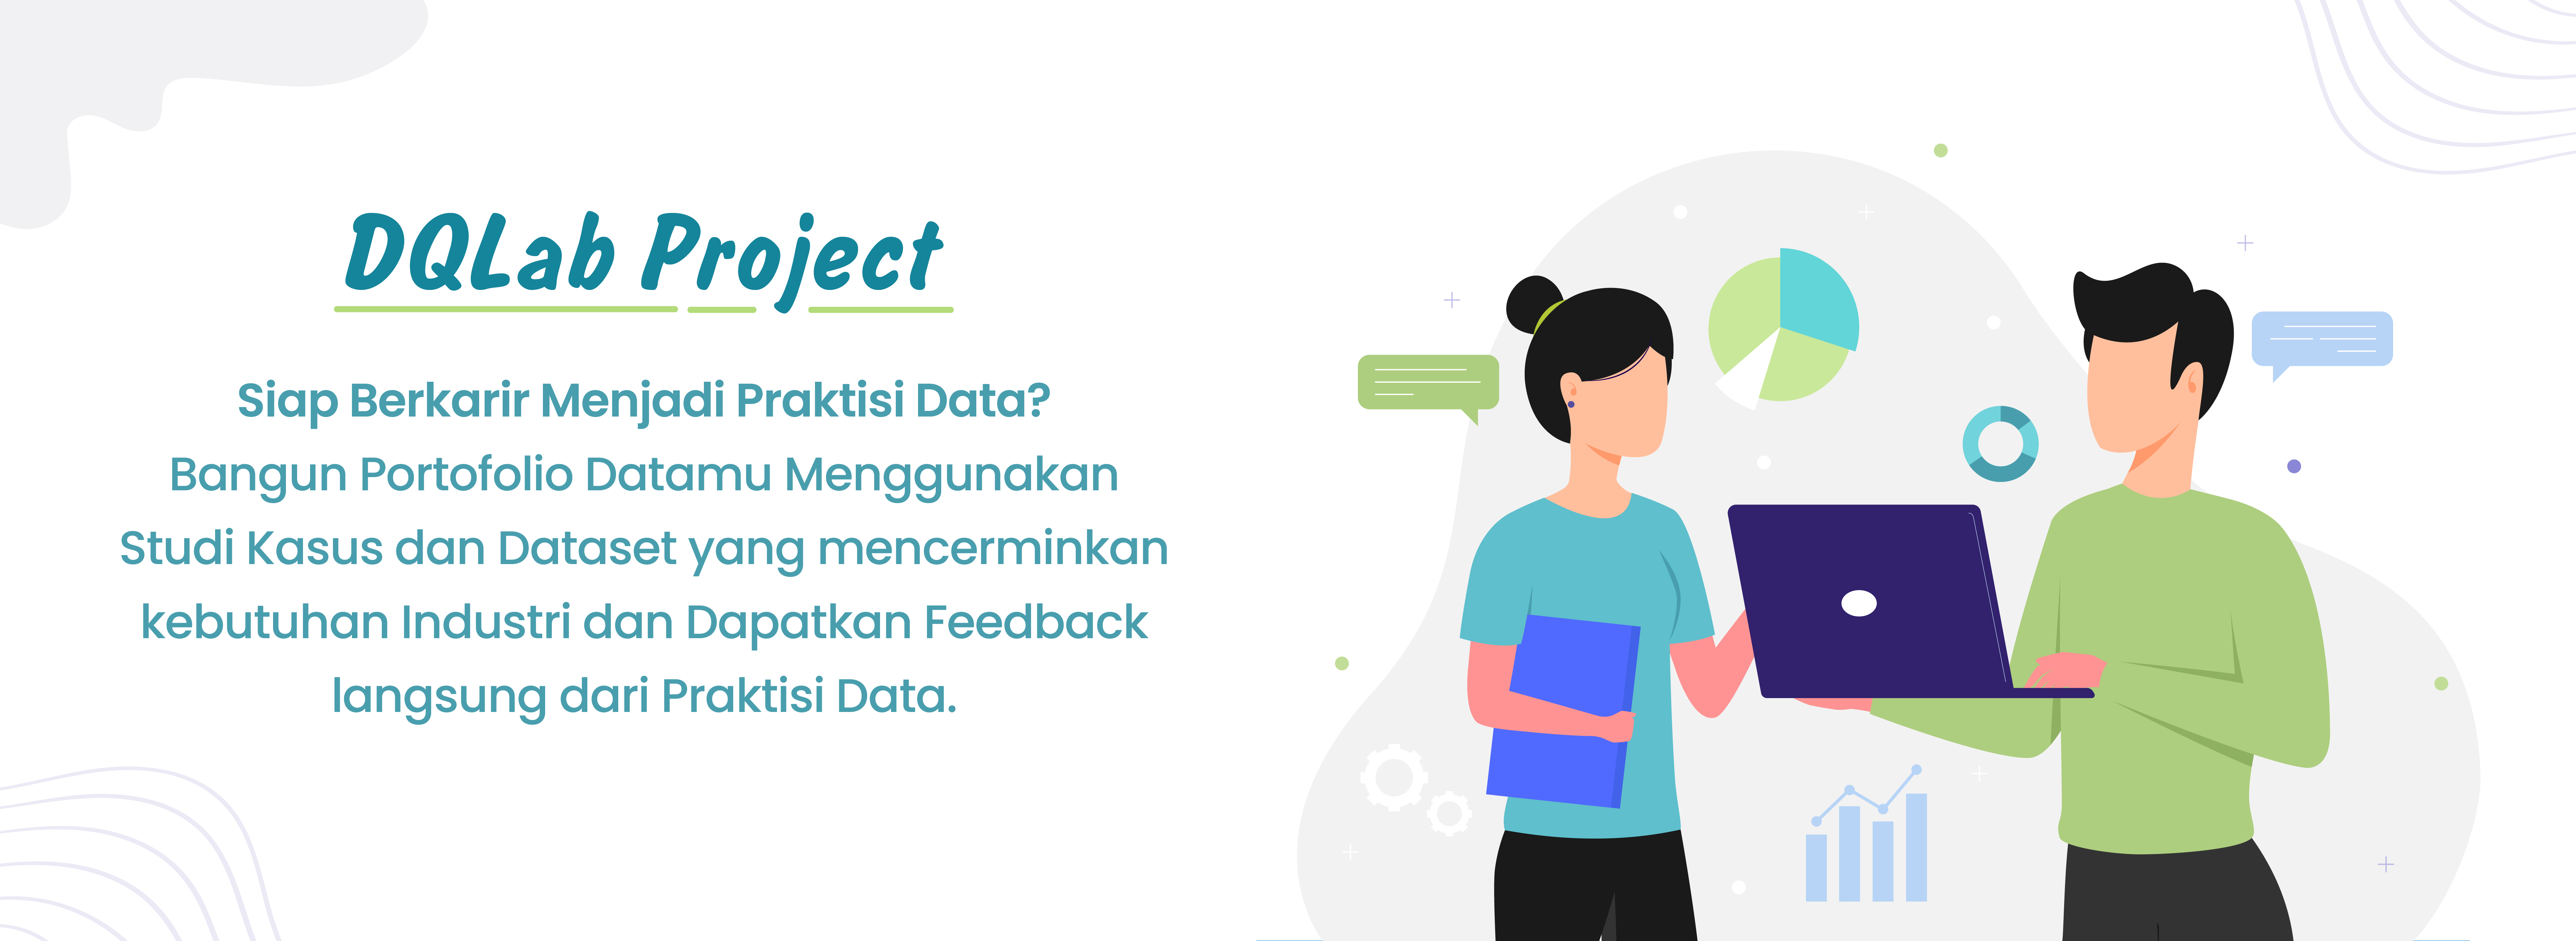 DQLab Project
Siap Berkarir Menjadi Praktisi Data?
Bangun Portofolio Datamu Menggunakan
Studi Kasus dan Dataset yang mencerminkan
kebutuhan Industri dan Dapatkan Feedback
langsung dari Praktisi Data.